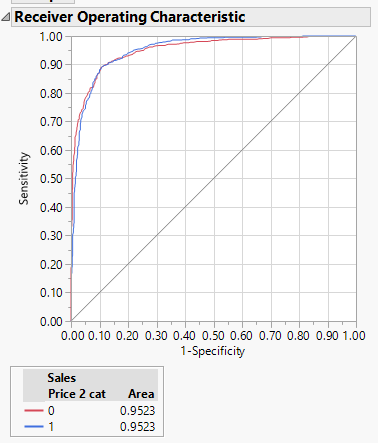 Receiver Operating Characteristic
1.00
0.90
0.80
0.70
0.60
0.50
0.40
0.30
0.20
0.10
0.00
Sensitivity
0.00 0.10 0.20 0.30 0.40 0.50 0.60 0.70 0.80 0.90 1.00
1-Specificity
Sales
Price 2 cat Area
0 0.9523
1 0.9523